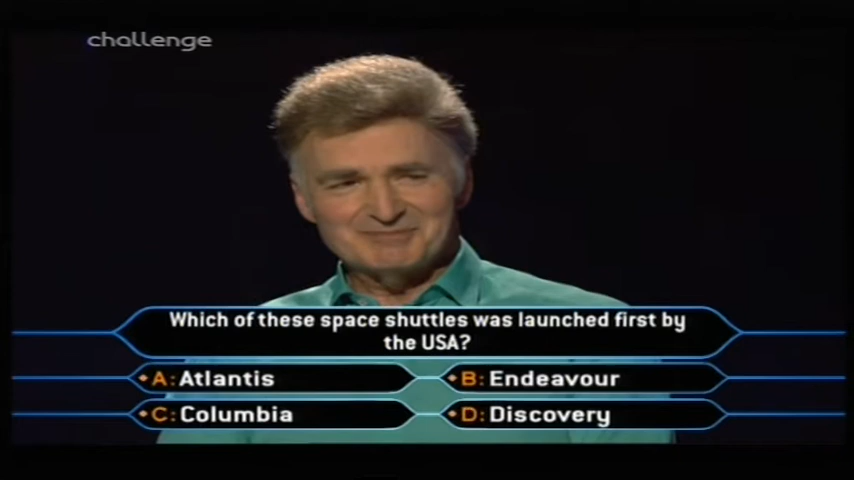 challenge
Which of these space shuttles was launched first by
the USA?
A: Atlantis
B: Endeavour
C: Columbia
D: Discovery